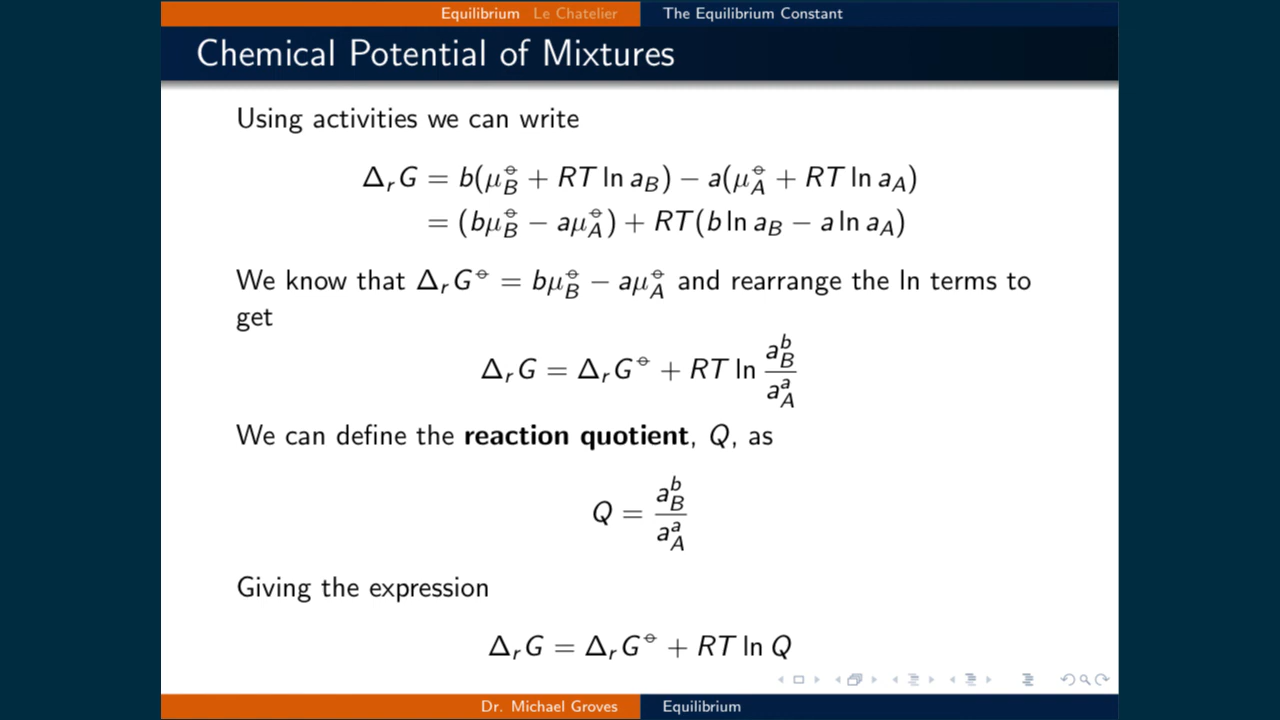 Equilibrium Le Chatelier The Equilibrium Constant
Chemical Potential of Mixtures
Using activities we can write
Δ_r G = b(μ_B^⦵ + RT ln a_B) − a(μ_A^⦵ + RT ln a_A)
= (bμ_B^⦵ − aμ_A^⦵) + RT(b ln a_B − a ln a_A)
We know that Δ_r G^⦵ = bμ_B^⦵ − aμ_A^⦵ and rearrange the ln terms to
get
Δ_r G = Δ_r G^⦵ + RT ln a_B^b / a_A^a
We can define the reaction quotient, Q, as
Q = a_B^b / a_A^a
Giving the expression
Δ_r G = Δ_r G^⦵ + RT ln Q
Dr. Michael Groves Equilibrium